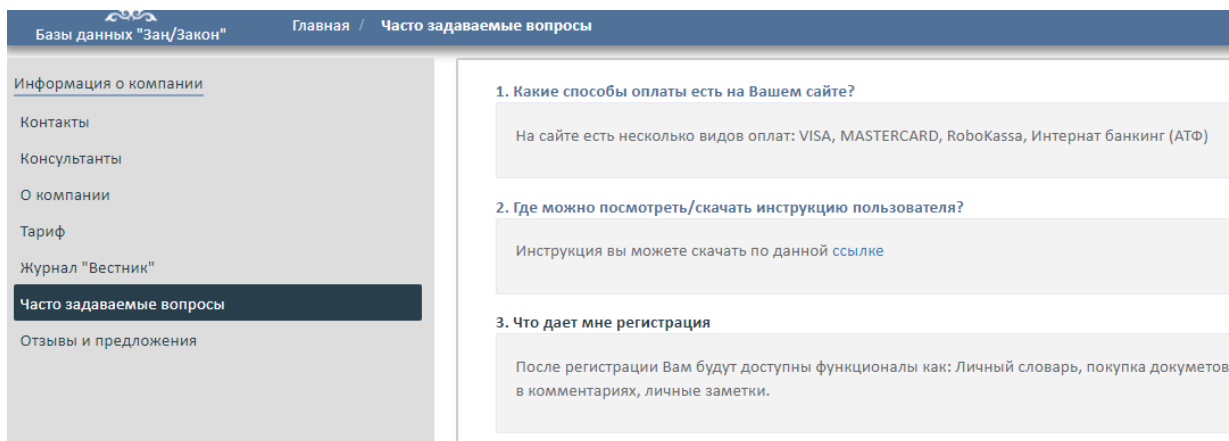 Базы данных "Заң/Закон"
Главная / Часто задаваемые вопросы
Информация о компании
Контакты
Консультанты
О компании
Тариф
Журнал "Вестник"
Часто задаваемые вопросы
Отзывы и предложения
1. Какие способы оплаты есть на Вашем сайте?
На сайте есть несколько видов оплат: VISA, MASTERCARD, RoboKassa, Интернат банкинг (АТФ)
2. Где можно посмотреть/скачать инструкцию пользователя?
Инструкция вы можете скачать по данной ссылке
3. Что дает мне регистрация
После регистрации Вам будут доступны функционалы как: Личный словарь, покупка докуметов
в комментариях, личные заметки.